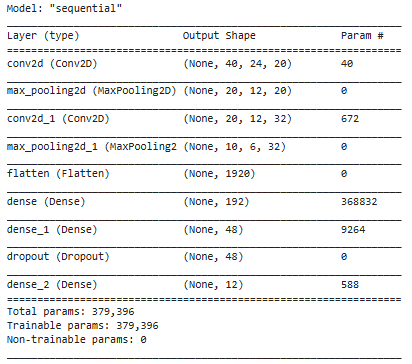 Model: "sequential"
Layer (type) Output Shape Param #
conv2d (Conv2D) (None, 40, 24, 20) 40
max_pooling2d (MaxPooling2D) (None, 20, 12, 20) 0
conv2d_1 (Conv2D) (None, 20, 12, 32) 672
max_pooling2d_1 (MaxPooling2 (None, 10, 6, 32) 0
flatten (Flatten) (None, 1920) 0
dense (Dense) (None, 192) 368832
dense_1 (Dense) (None, 48) 9264
dropout (Dropout) (None, 48) 0
dense_2 (Dense) (None, 12) 588
Total params: 379,396
Trainable params: 379,396
Non-trainable params: 0